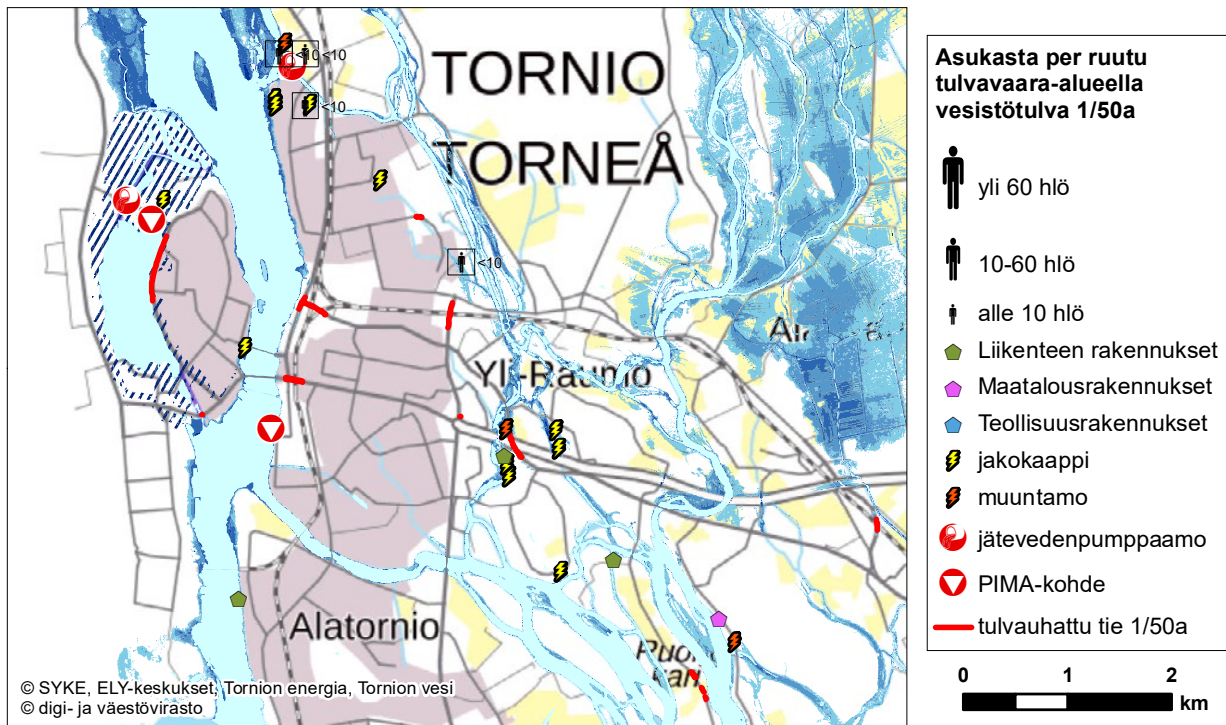 TORNIO
TORNEÅ
<10
<10
<10
<10
Yli-Raumo
Alatornio
© SYKE, ELY-keskukset, Tornion energia, Tornion vesi
© digi- ja väestövirasto
Asukasta per ruutu
tulvavaara-alueella
vesistötulva 1/50a
yli 60 hlö
10-60 hlö
alle 10 hlö
Liikenteen rakennukset
Maatalousrakennukset
Teollisuusrakennukset
jakokaappi
muuntamo
jätevedenpumppaamo
PIMA-kohde
tulvauhattu tie 1/50a
0 1 2
km